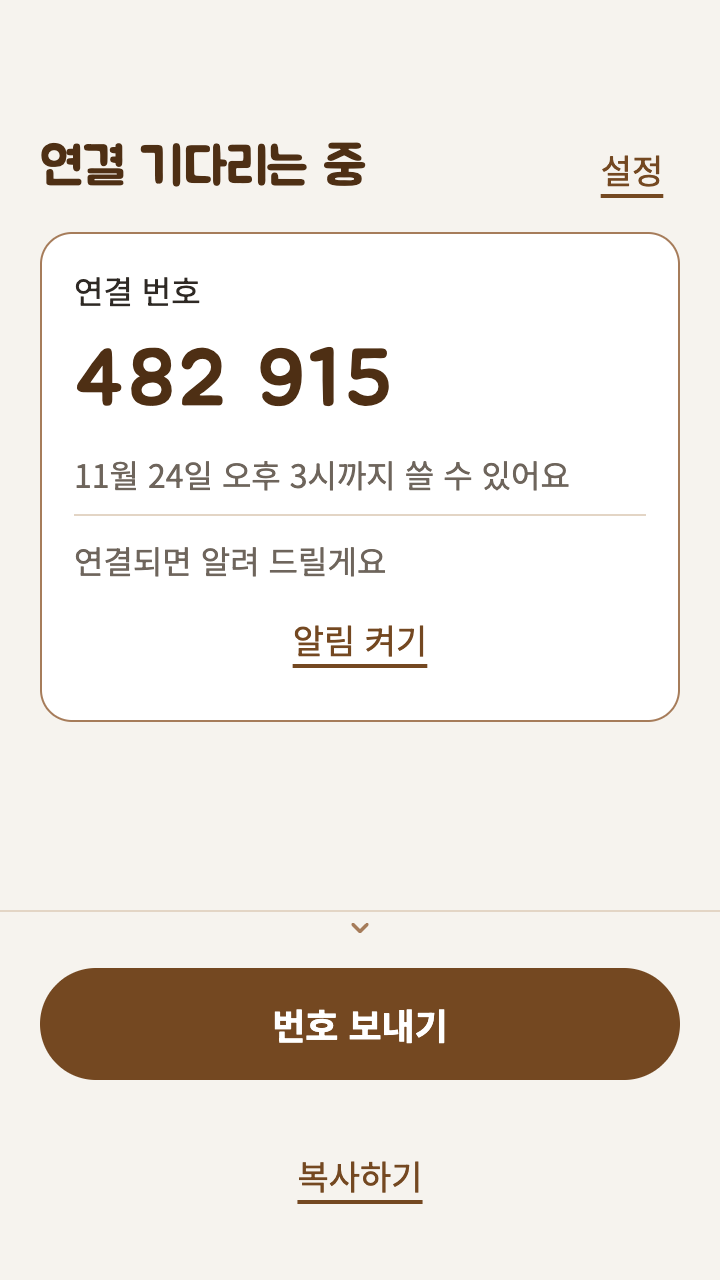 연결 기다리는 중
설정
연결 번호
482 915
11월 24일 오후 3시까지 쓸 수 있어요
연결되면 알려 드릴게요
알림 켜기
번호 보내기
복사하기